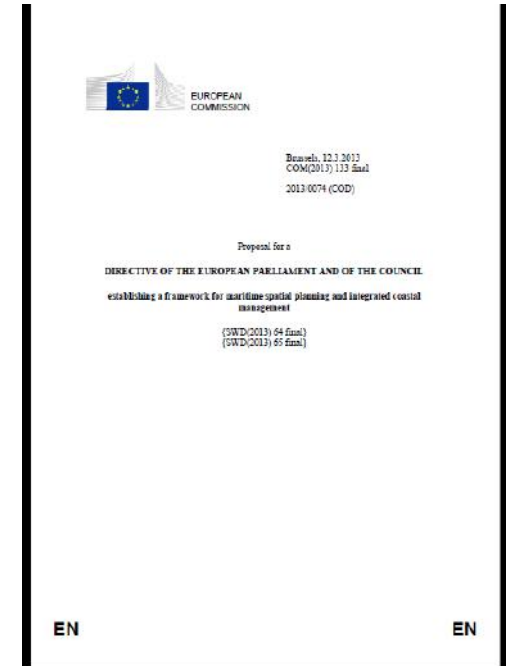 EUROPEAN
COMMISSION
Brussels, 12.3.2013
COM(2013) 133 final
2013/0074 (COD)
Proposal for a
DIRECTIVE OF THE EUROPEAN PARLIAMENT AND OF THE COUNCIL
establishing a framework for maritime spatial planning and integrated coastal
management
{SWD(2013) 64 final}
{SWD(2013) 65 final}
EN
EN